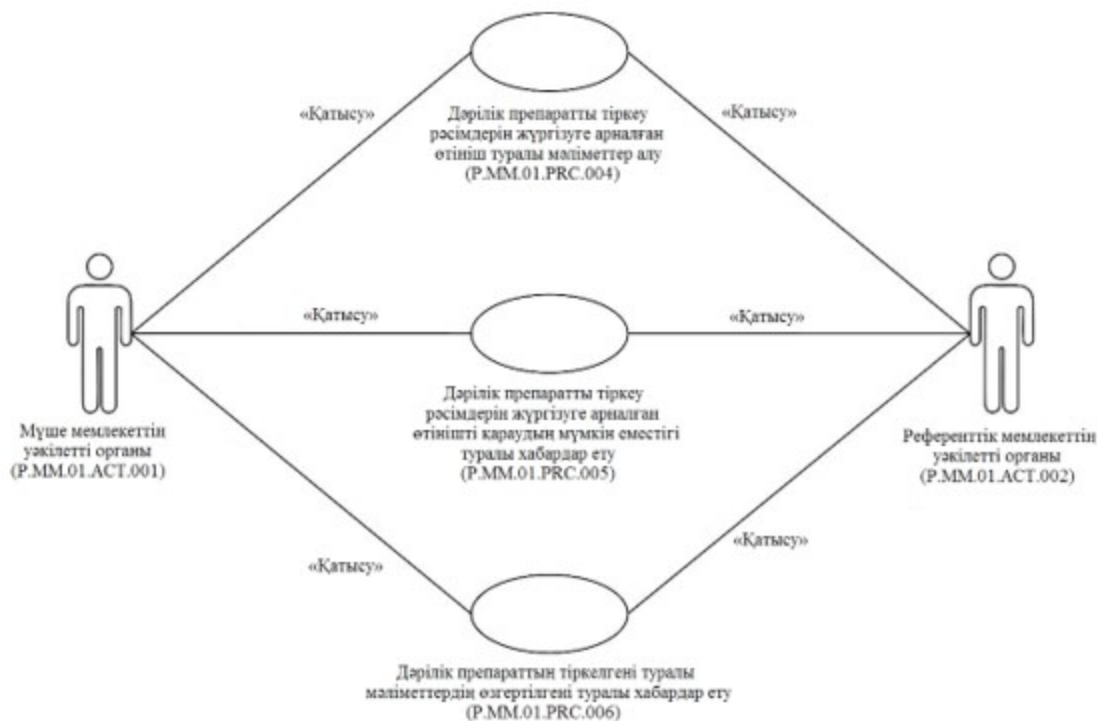 «Қатысу»
«Қатысу»
Дәрілік препаратты тіркеу
рәсімдерін жүргізуге арналған
өтініш туралы мәліметтер алу
(P.MM.01.PRC.004)
«Қатысу»
«Қатысу»
Дәрілік препаратты тіркеу
рәсімдерін жүргізуге арналған
өтінішті қараудың мүмкін еместігі
туралы хабардар ету
(P.MM.01.PRC.005)
Мүше мемлекеттің
уәкілетті органы
(P.MM.01.ACT.001)
Референттік мемлекеттің
уәкілетті органы
(P.MM.01.ACT.002)
«Қатысу»
«Қатысу»
Дәрілік препараттың тіркелгені туралы
мәліметтердің өзгертілгені туралы хабардар ету
(P.MM.01.PRC.006)